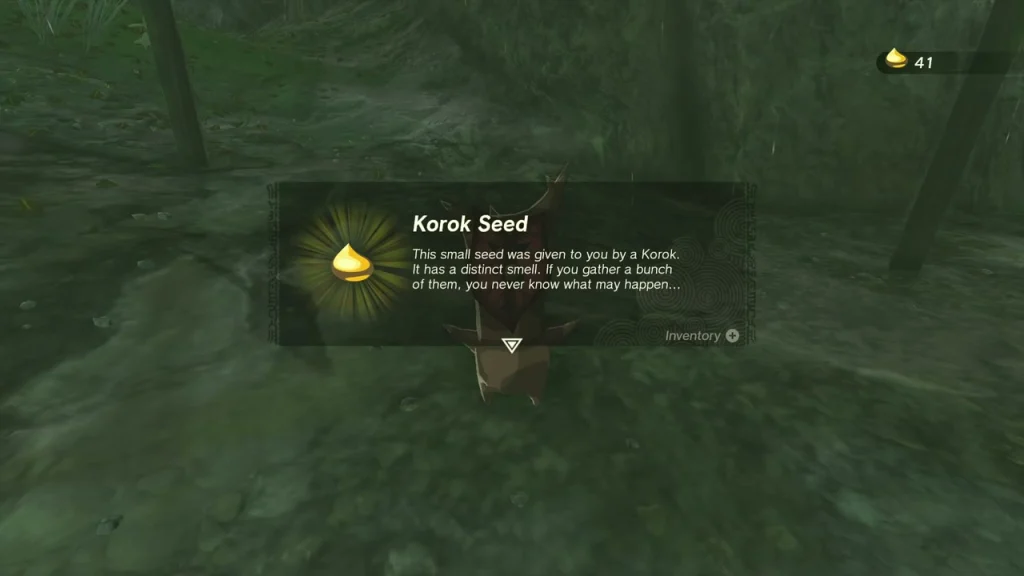 41
Korok Seed
This small seed was given to you by a Korok.
It has a distinct smell. If you gather a bunch
of them, you never know what may happen...
Inventory +